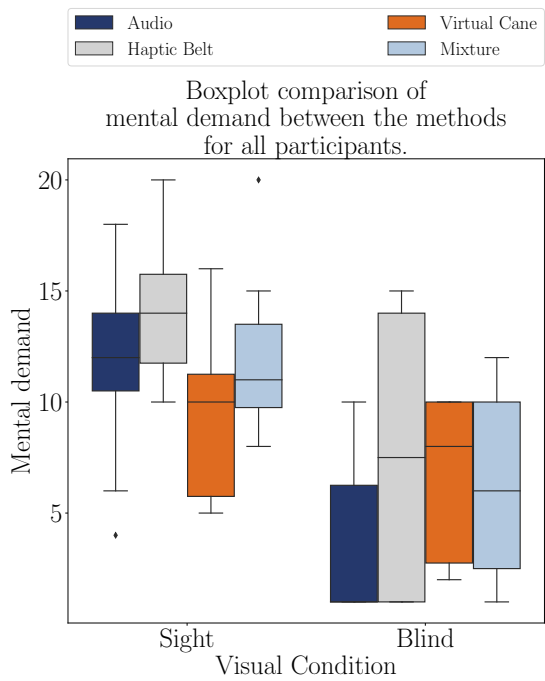 Audio
Haptic Belt
Virtual Cane
Mixture
Boxplot comparison of
mental demand between the methods
for all participants.
20
15
10
5
Mental demand
Sight
Blind
Visual Condition